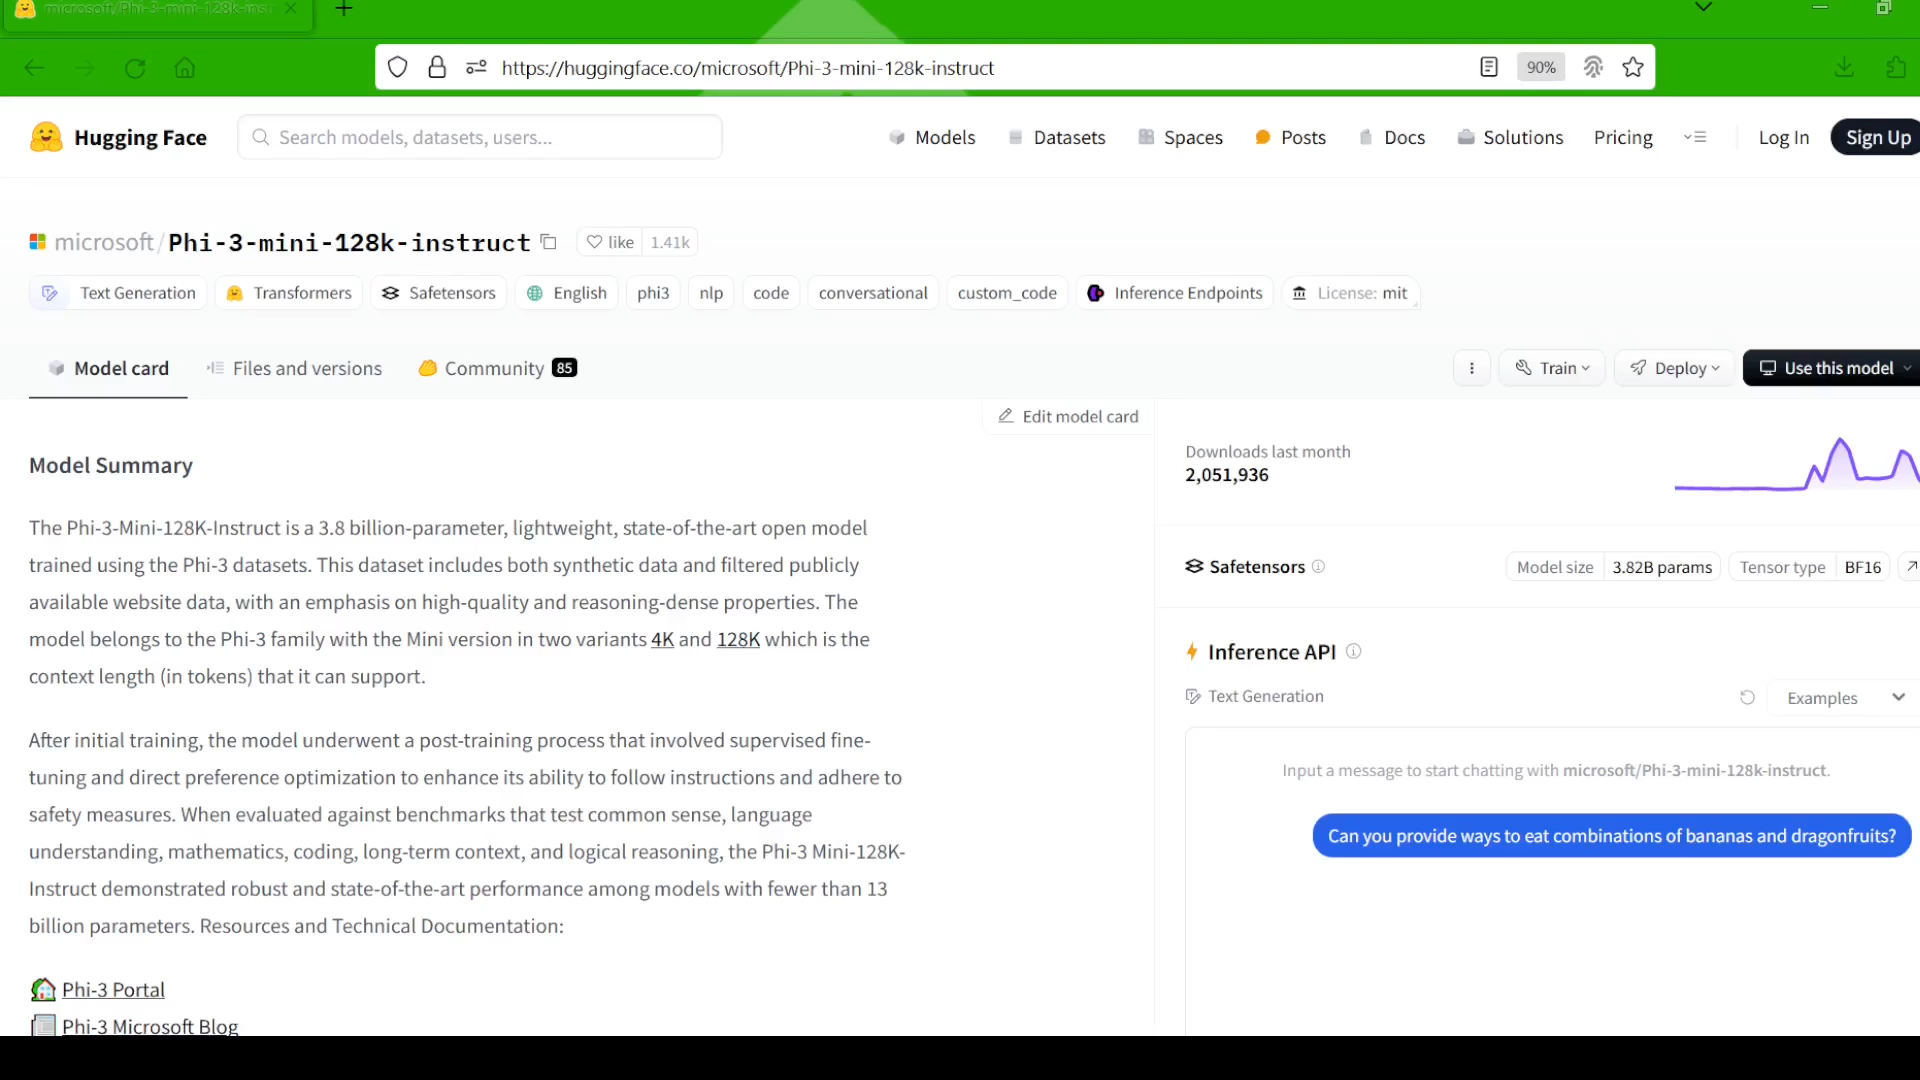 microsoft/Phi-3-mini-128k-inst
https://huggingface.co/microsoft/Phi-3-mini-128k-instruct
90%
Hugging Face
Search models, datasets, users...
Models
Datasets
Spaces
Posts
Docs
Solutions
Pricing
Log In
Sign Up
microsoft/Phi-3-mini-128k-instruct
like
1.41k
Text Generation
Transformers
Safetensors
English
phi3
nlp
code
conversational
custom_code
Inference Endpoints
License: mit
Model card
Files and versions
Community
85
Train
Deploy
Use this model
Edit model card
Model Summary
The Phi-3-Mini-128K-Instruct is a 3.8 billion-parameter, lightweight, state-of-the-art open model
trained using the Phi-3 datasets. This dataset includes both synthetic data and filtered publicly
available website data, with an emphasis on high-quality and reasoning-dense properties. The
model belongs to the Phi-3 family with the Mini version in two variants 4K and 128K which is the
context length (in tokens) that it can support.
After initial training, the model underwent a post-training process that involved supervised fine-
tuning and direct preference optimization to enhance its ability to follow instructions and adhere to
safety measures. When evaluated against benchmarks that test common sense, language
understanding, mathematics, coding, long-term context, and logical reasoning, the Phi-3 Mini-128K-
Instruct demonstrated robust and state-of-the-art performance among models with fewer than 13
billion parameters. Resources and Technical Documentation:
Phi-3 Portal
Phi-3 Microsoft Blog
Downloads last month
2,051,936
Safetensors
Model size
3.82B params
Tensor type
BF16
Inference API
Text Generation
Examples
Input a message to start chatting with microsoft/Phi-3-mini-128k-instruct.
Can you provide ways to eat combinations of bananas and dragonfruits?